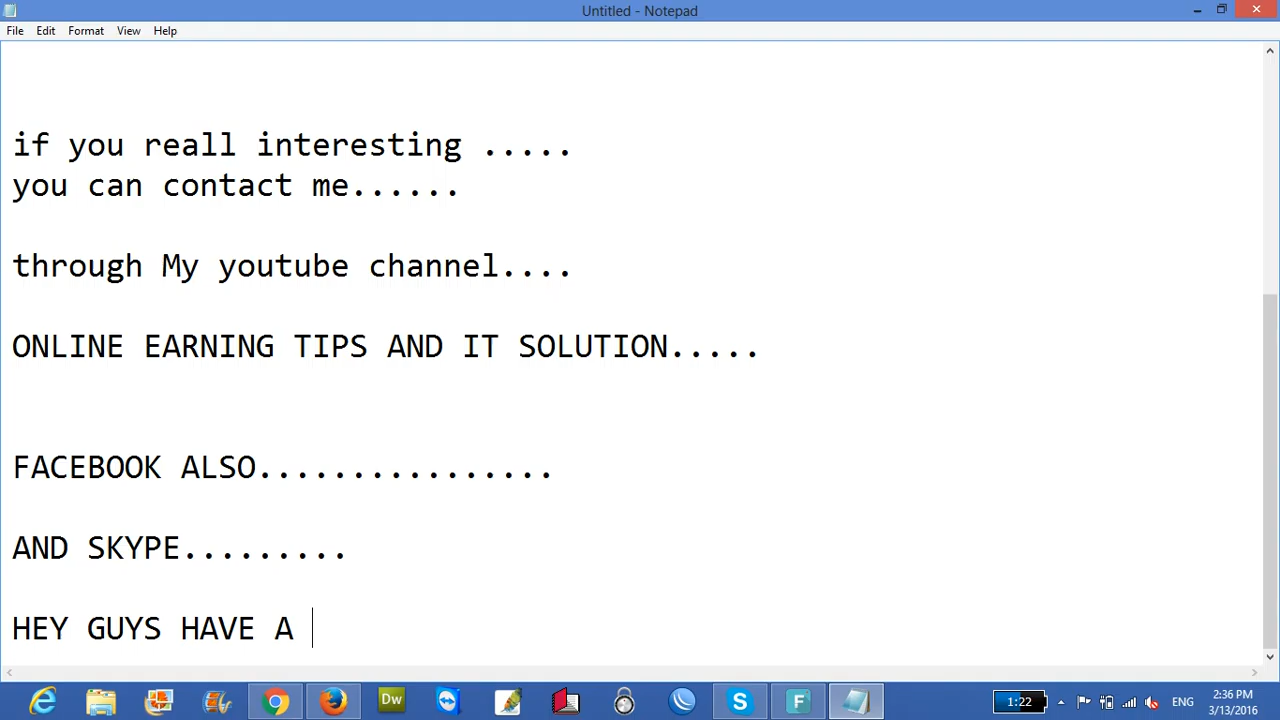 Untitled - Notepad
File Edit Format View Help
if you reall interesting .....
you can contact me......
through My youtube channel....
ONLINE EARNING TIPS AND IT SOLUTION.....
FACEBOOK ALSO................
AND SKYPE.........
HEY GUYS HAVE A
Dw
S
F
1:22
ENG
2:36 PM
3/13/2016